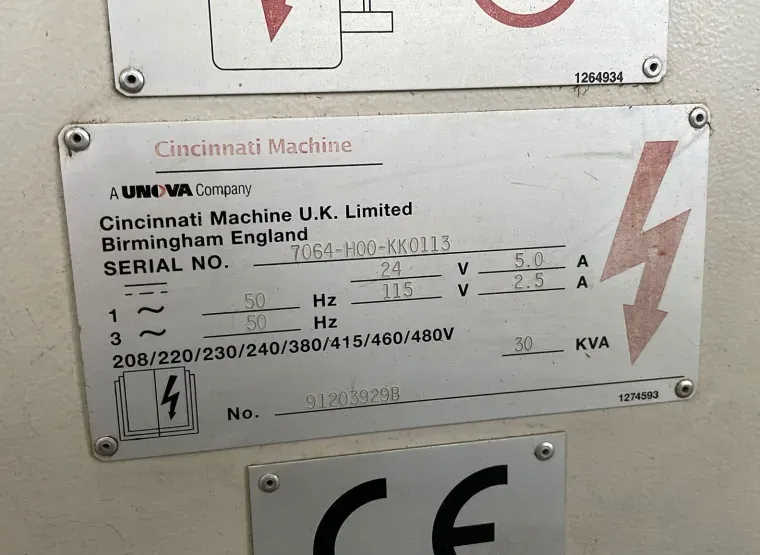 1264934
Cincinnati Machine
A UNOVA Company
Cincinnati Machine U.K. Limited
Birmingham England
SERIAL NO. 7064-H00-KK0113
24 V 5.0 A
1 ~ 50 Hz 115 V 2.5 A
3 ~ 50 Hz
208/220/230/240/380/415/460/480V 30 KVA
No. 91203929B
1274593
CE